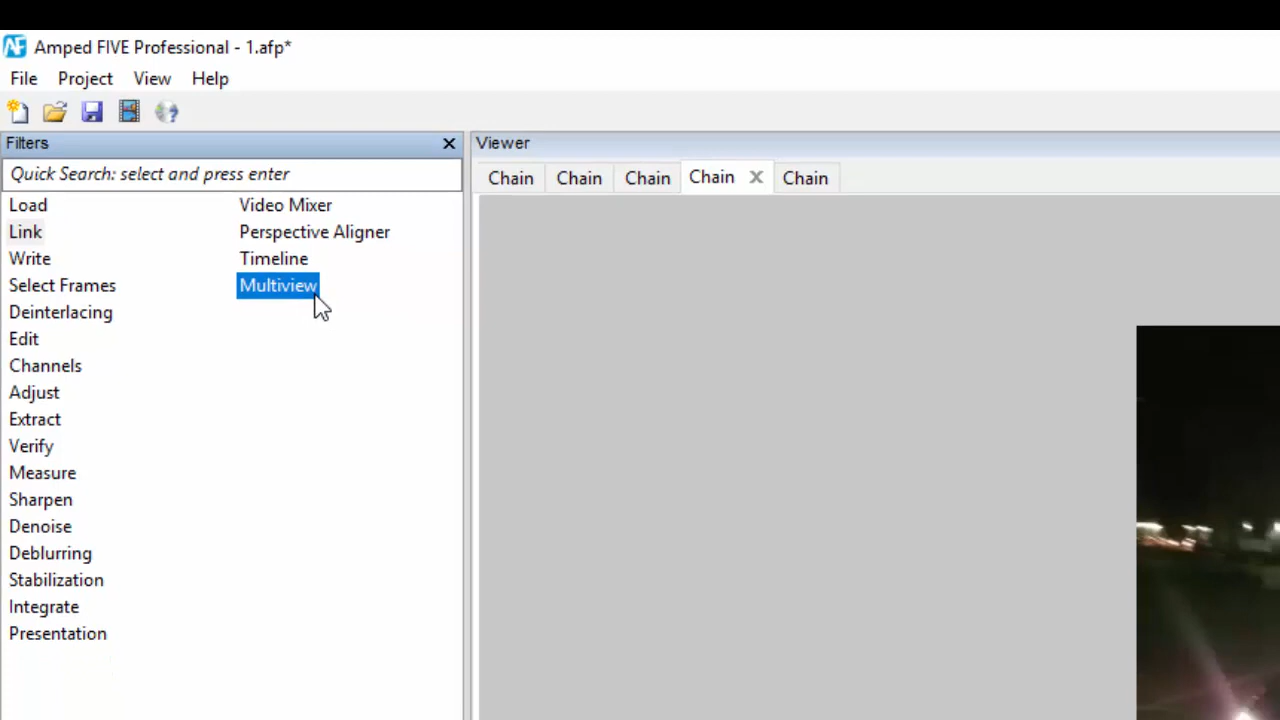 Amped FIVE Professional - 1.afp*
File Project View Help
Filters
Viewer
Quick Search: select and press enter
Chain Chain Chain Chain Chain
Load Video Mixer
Link Perspective Aligner
Write Timeline
Select Frames Multiview
Deinterlacing
Edit
Channels
Adjust
Extract
Verify
Measure
Sharpen
Denoise
Deblurring
Stabilization
Integrate
Presentation